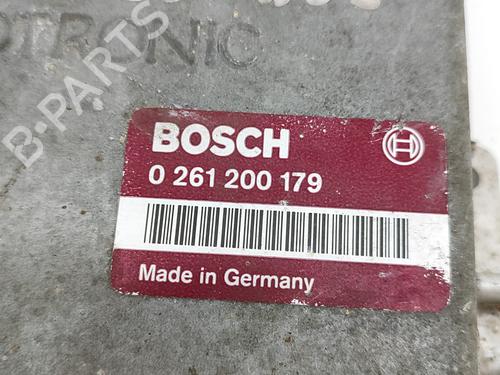 OTRONIC
B-PARTS
BOSCH
0 261 200 179
Made in Germany